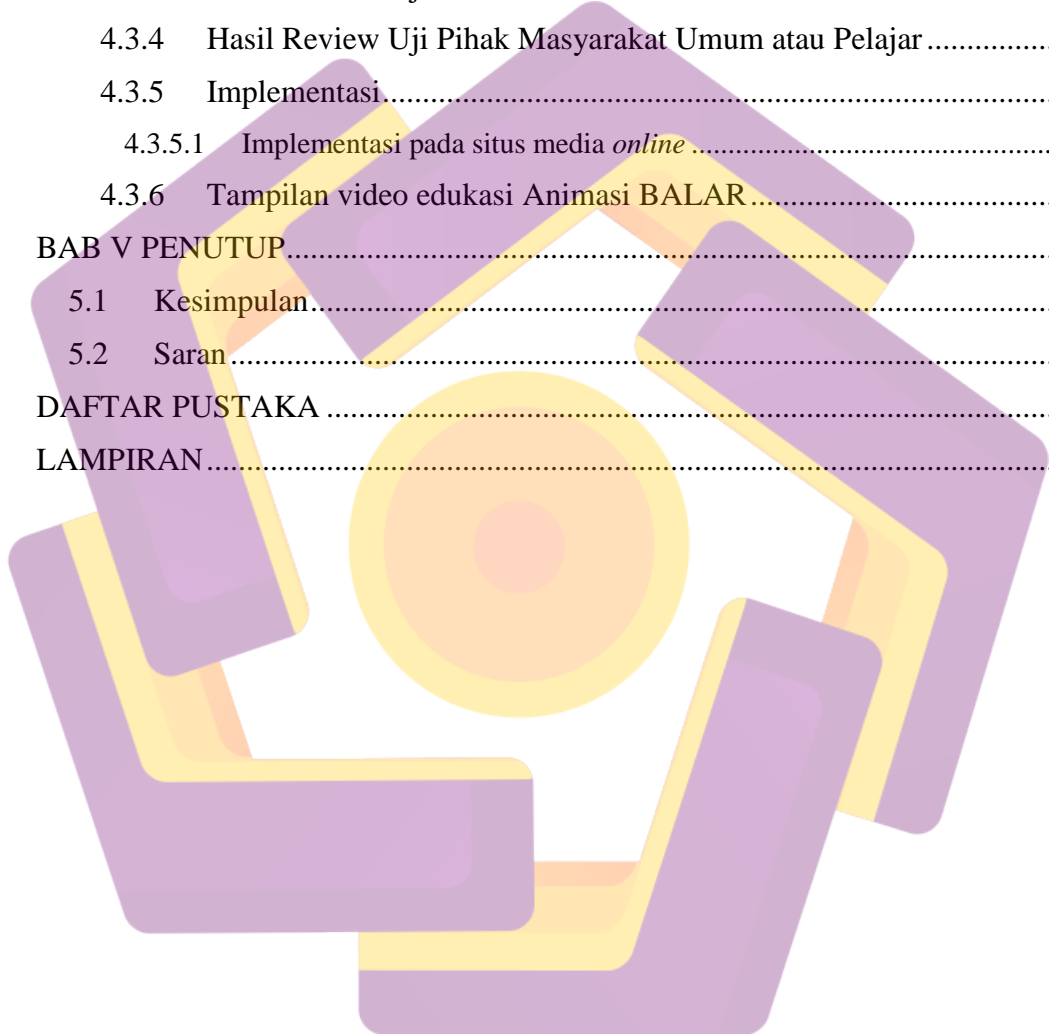 4.3.4 Hasil Review Uji Pihak Masyarakat Umum atau Pelajar................
4.3.5 Implementasi................
4.3.5.1 Implementasi pada situs media online................
4.3.6 Tampilan video edukasi Animasi BALAR................
BAB V PENUTUP................
5.1 Kesimpulan................
5.2 Saran................
DAFTAR PUSTAKA................
LAMPIRAN................